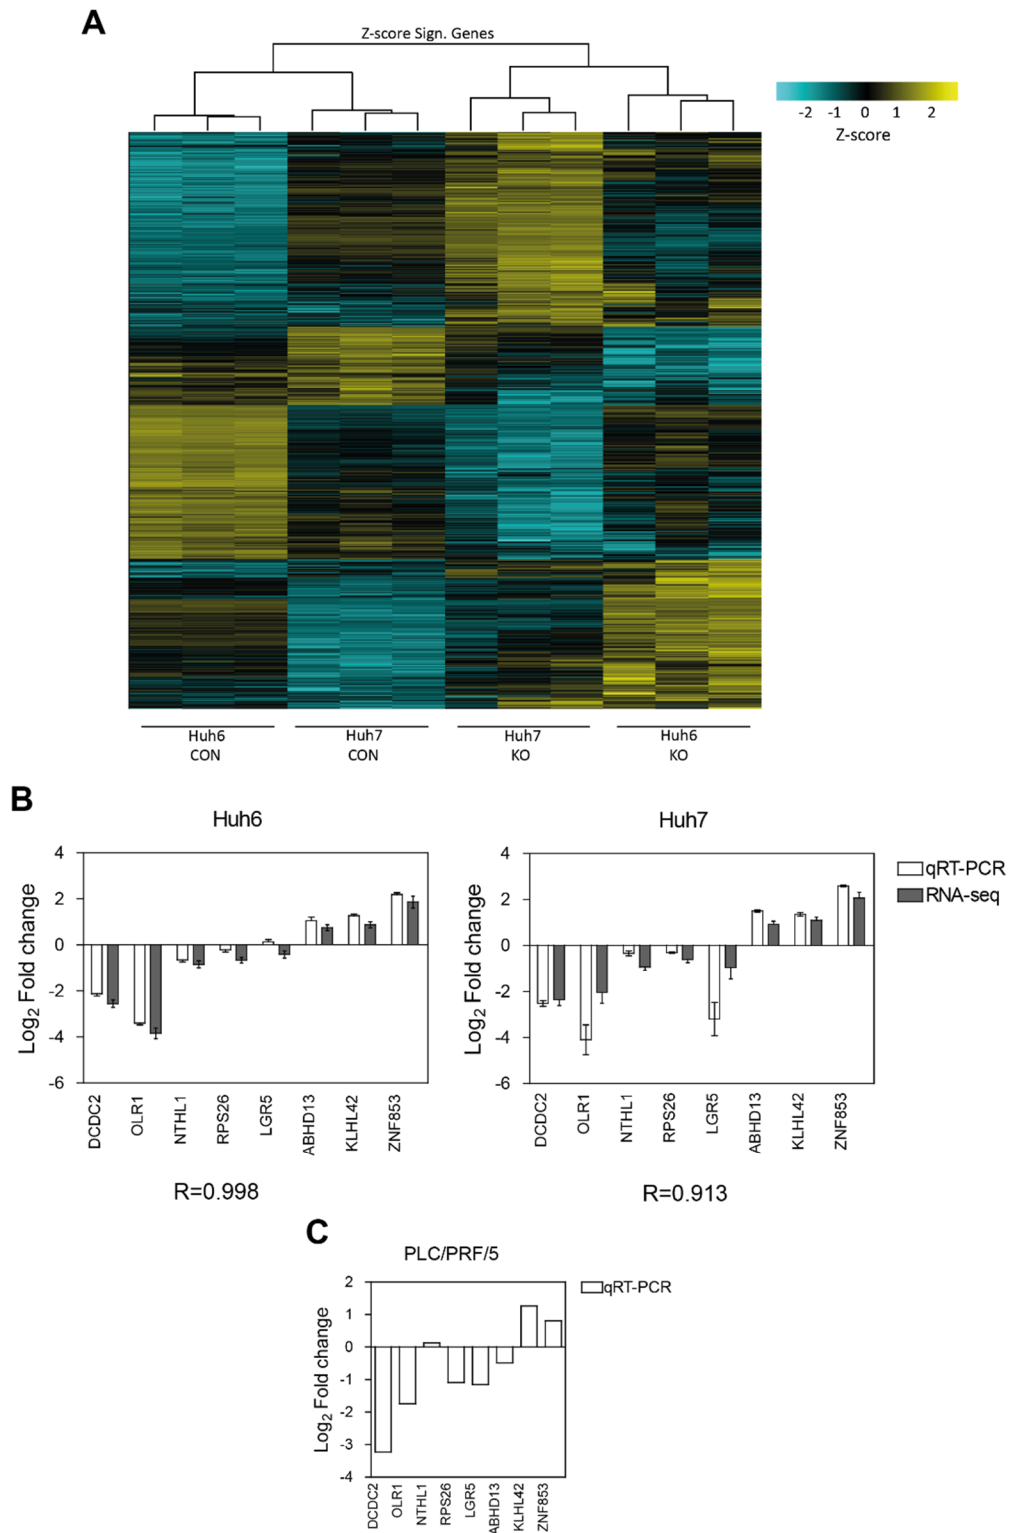 A
Z-score Sign. Genes
-2 -1 0 1 2
Z-score
Huh6 CON
Huh7 CON
Huh7 KO
Huh6 KO
B
Huh6
Log2 Fold change
4
2
0
-2
-4
-6
DCDC2
OLR1
NTHL1
RPS26
LGR5
ABHD13
KLHL42
ZNF853
R=0.998
Huh7
Log2 Fold change
4
2
0
-2
-4
-6
DCDC2
OLR1
NTHL1
RPS26
LGR5
ABHD13
KLHL42
ZNF853
R=0.913
qRT-PCR
RNA-seq
C
PLC/PRF/5
qRT-PCR
Log2 Fold change
2
1
0
-1
-2
-3
-4
DCDC2
OLR1
NTHL1
RPS26
LGR5
ABHD13
KLHL42
ZNF853